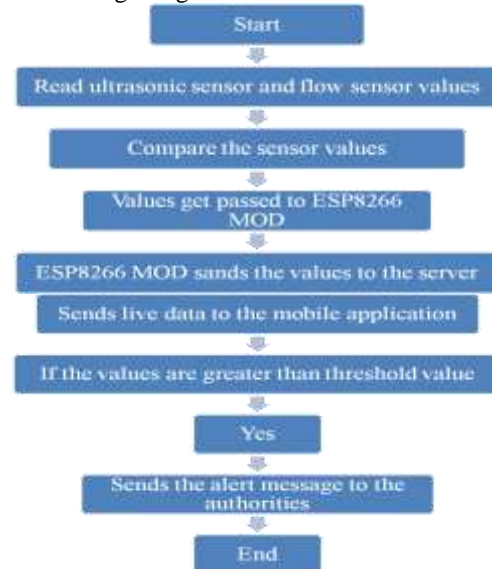 Start
Read ultrasonic sensor and flow sensor values
Compare the sensor values
Values get passed to ESP8266
MOD
ESP8266 MOD sands the values to the server
Sends live data to the mobile application
If the values are greater than threshold value
Yes
Sends the alert message to the
authorities
End